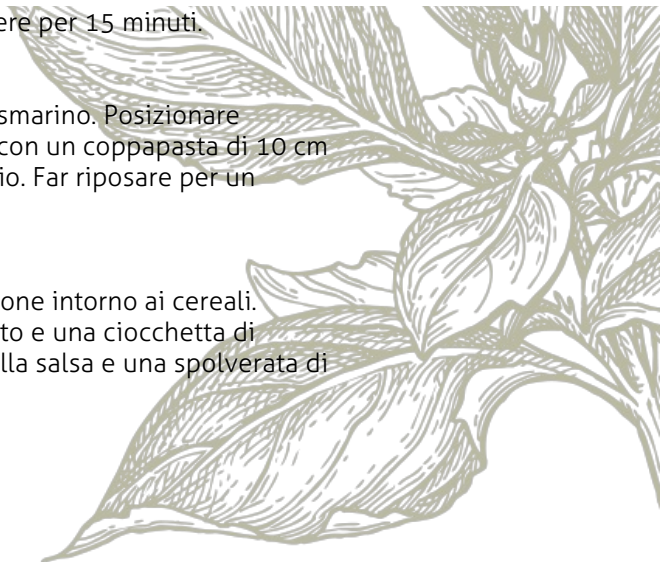 ere per 15 minuti.
smarino. Posizionare
con un coppapasta di 10 cm
io. Far riposare per un
one intorno ai cereali.
to e una ciocchetta di
lla salsa e una spolverata di